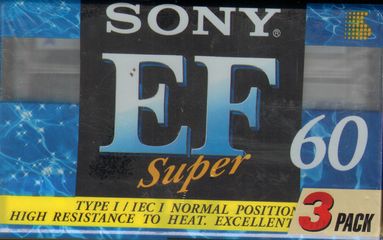 SONY®
EF
Super
60
TYPE I / IEC I NORMAL POSITION
HIGH RESISTANCE TO HEAT. EXCELLENT
3 PACK